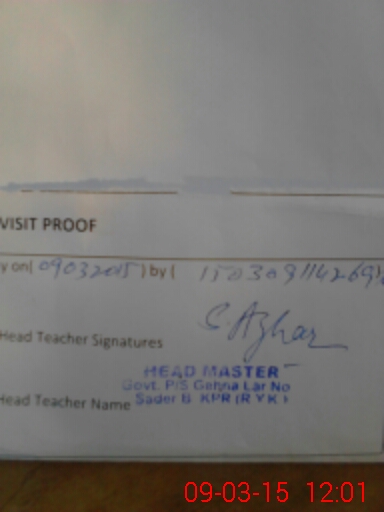 VISIT PROOF
y on( 09032015 ) by (
Head Teacher Signatures S Azhar
HEAD MASTER
Govt. P/S Gehna Lar No
Head Teacher Name Sader B KPR (R Y K)
09-03-15 12:01